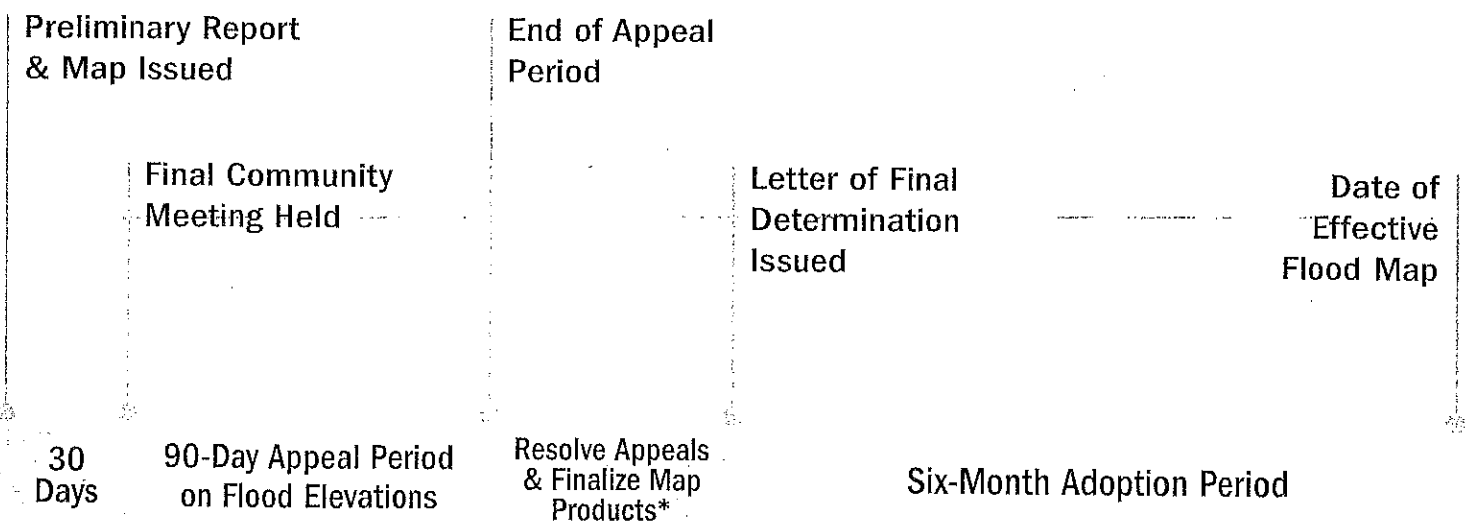 Preliminary Report
& Map Issued
End of Appeal
Period
Final Community
Meeting Held
Letter of Final
Determination
Issued
Date of
Effective
Flood Map
30
Days
90-Day Appeal Period
on Flood Elevations
Resolve Appeals
& Finalize Map
Products*
Six-Month Adoption Period